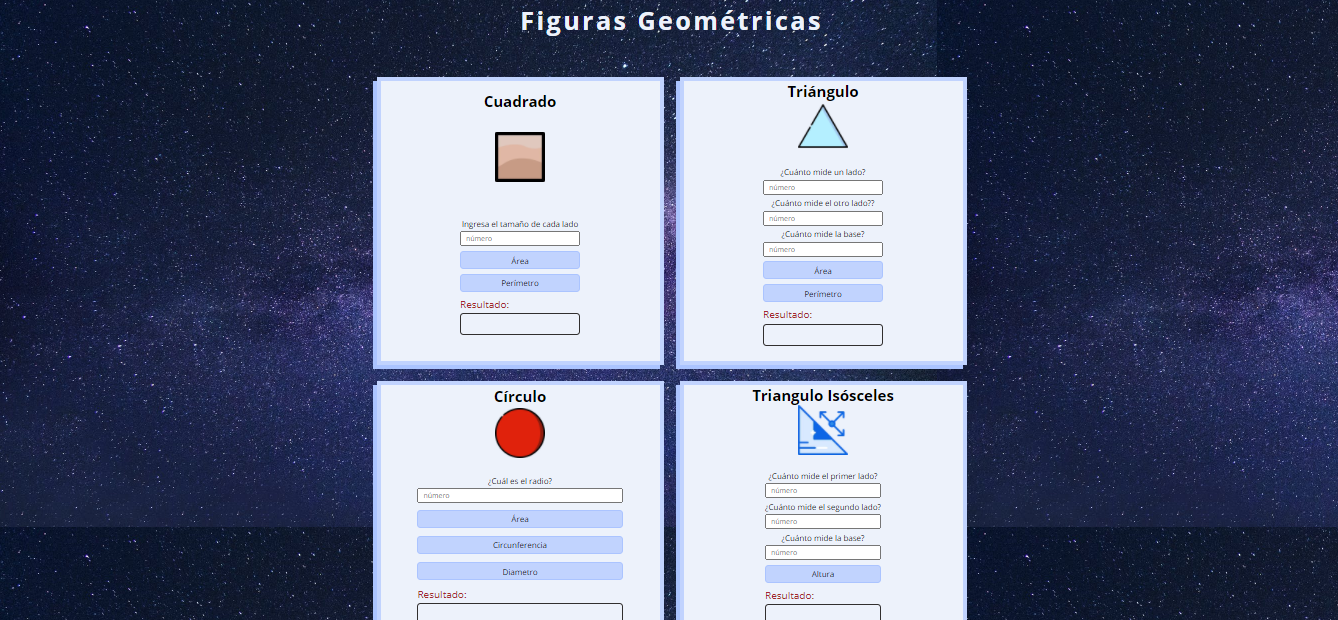 Figuras Geométricas
Cuadrado
Ingresa el tamaño de cada lado
número
Área
Perímetro
Resultado:
Triángulo
¿Cuánto mide un lado?
número
¿Cuánto mide el otro lado??
número
¿Cuánto mide la base?
número
Área
Perímetro
Resultado:
Círculo
¿Cuál es el radio?
número
Área
Circunferencia
Diametro
Resultado:
Triangulo Isósceles
¿Cuánto mide el primer lado?
número
¿Cuánto mide el segundo lado?
número
¿Cuánto mide la base?
número
Altura
Resultado: